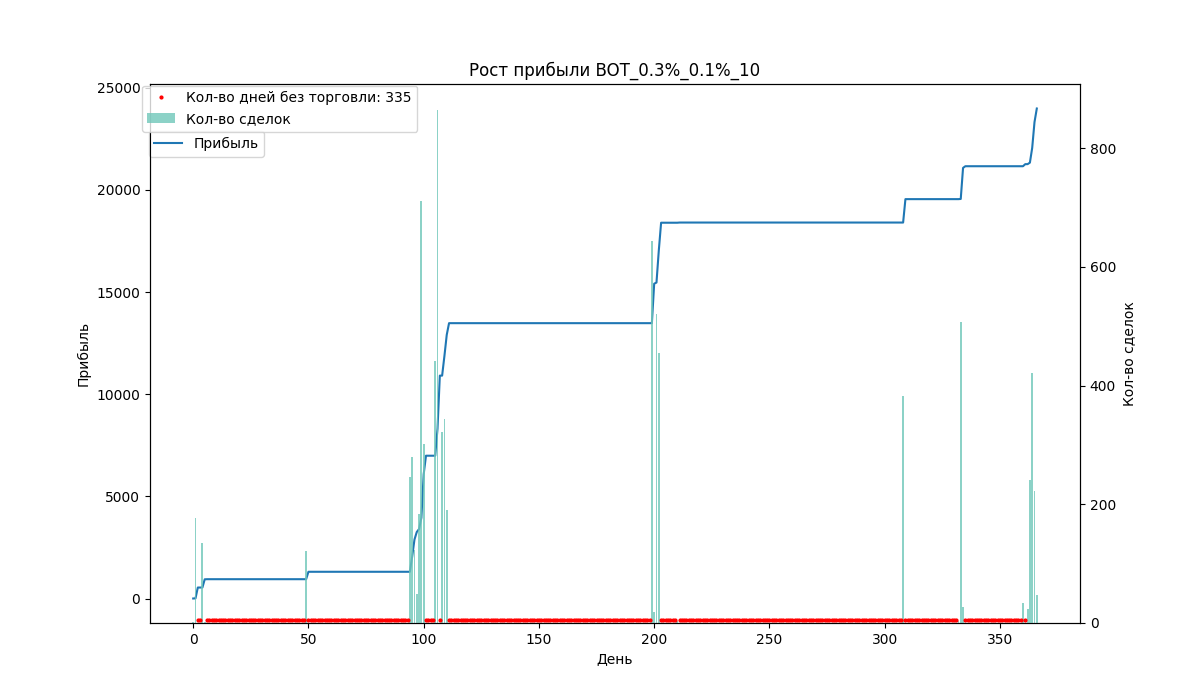 Рост прибыли BOT_0.3%_0.1%_10
Кол-во дней без торговли: 335
Кол-во сделок
Прибыль
25000
20000
15000
10000
5000
0
Прибыль
800
600
400
200
0
Кол-во сделок
0 50 100 150 200 250 300 350
День